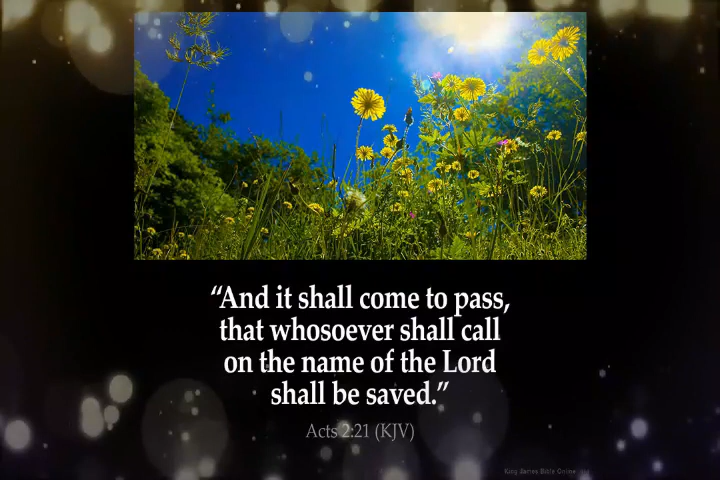 “And it shall come to pass,
that whosoever shall call
on the name of the Lord
shall be saved.”
Acts 2:21 (KJV)
King James Bible Online